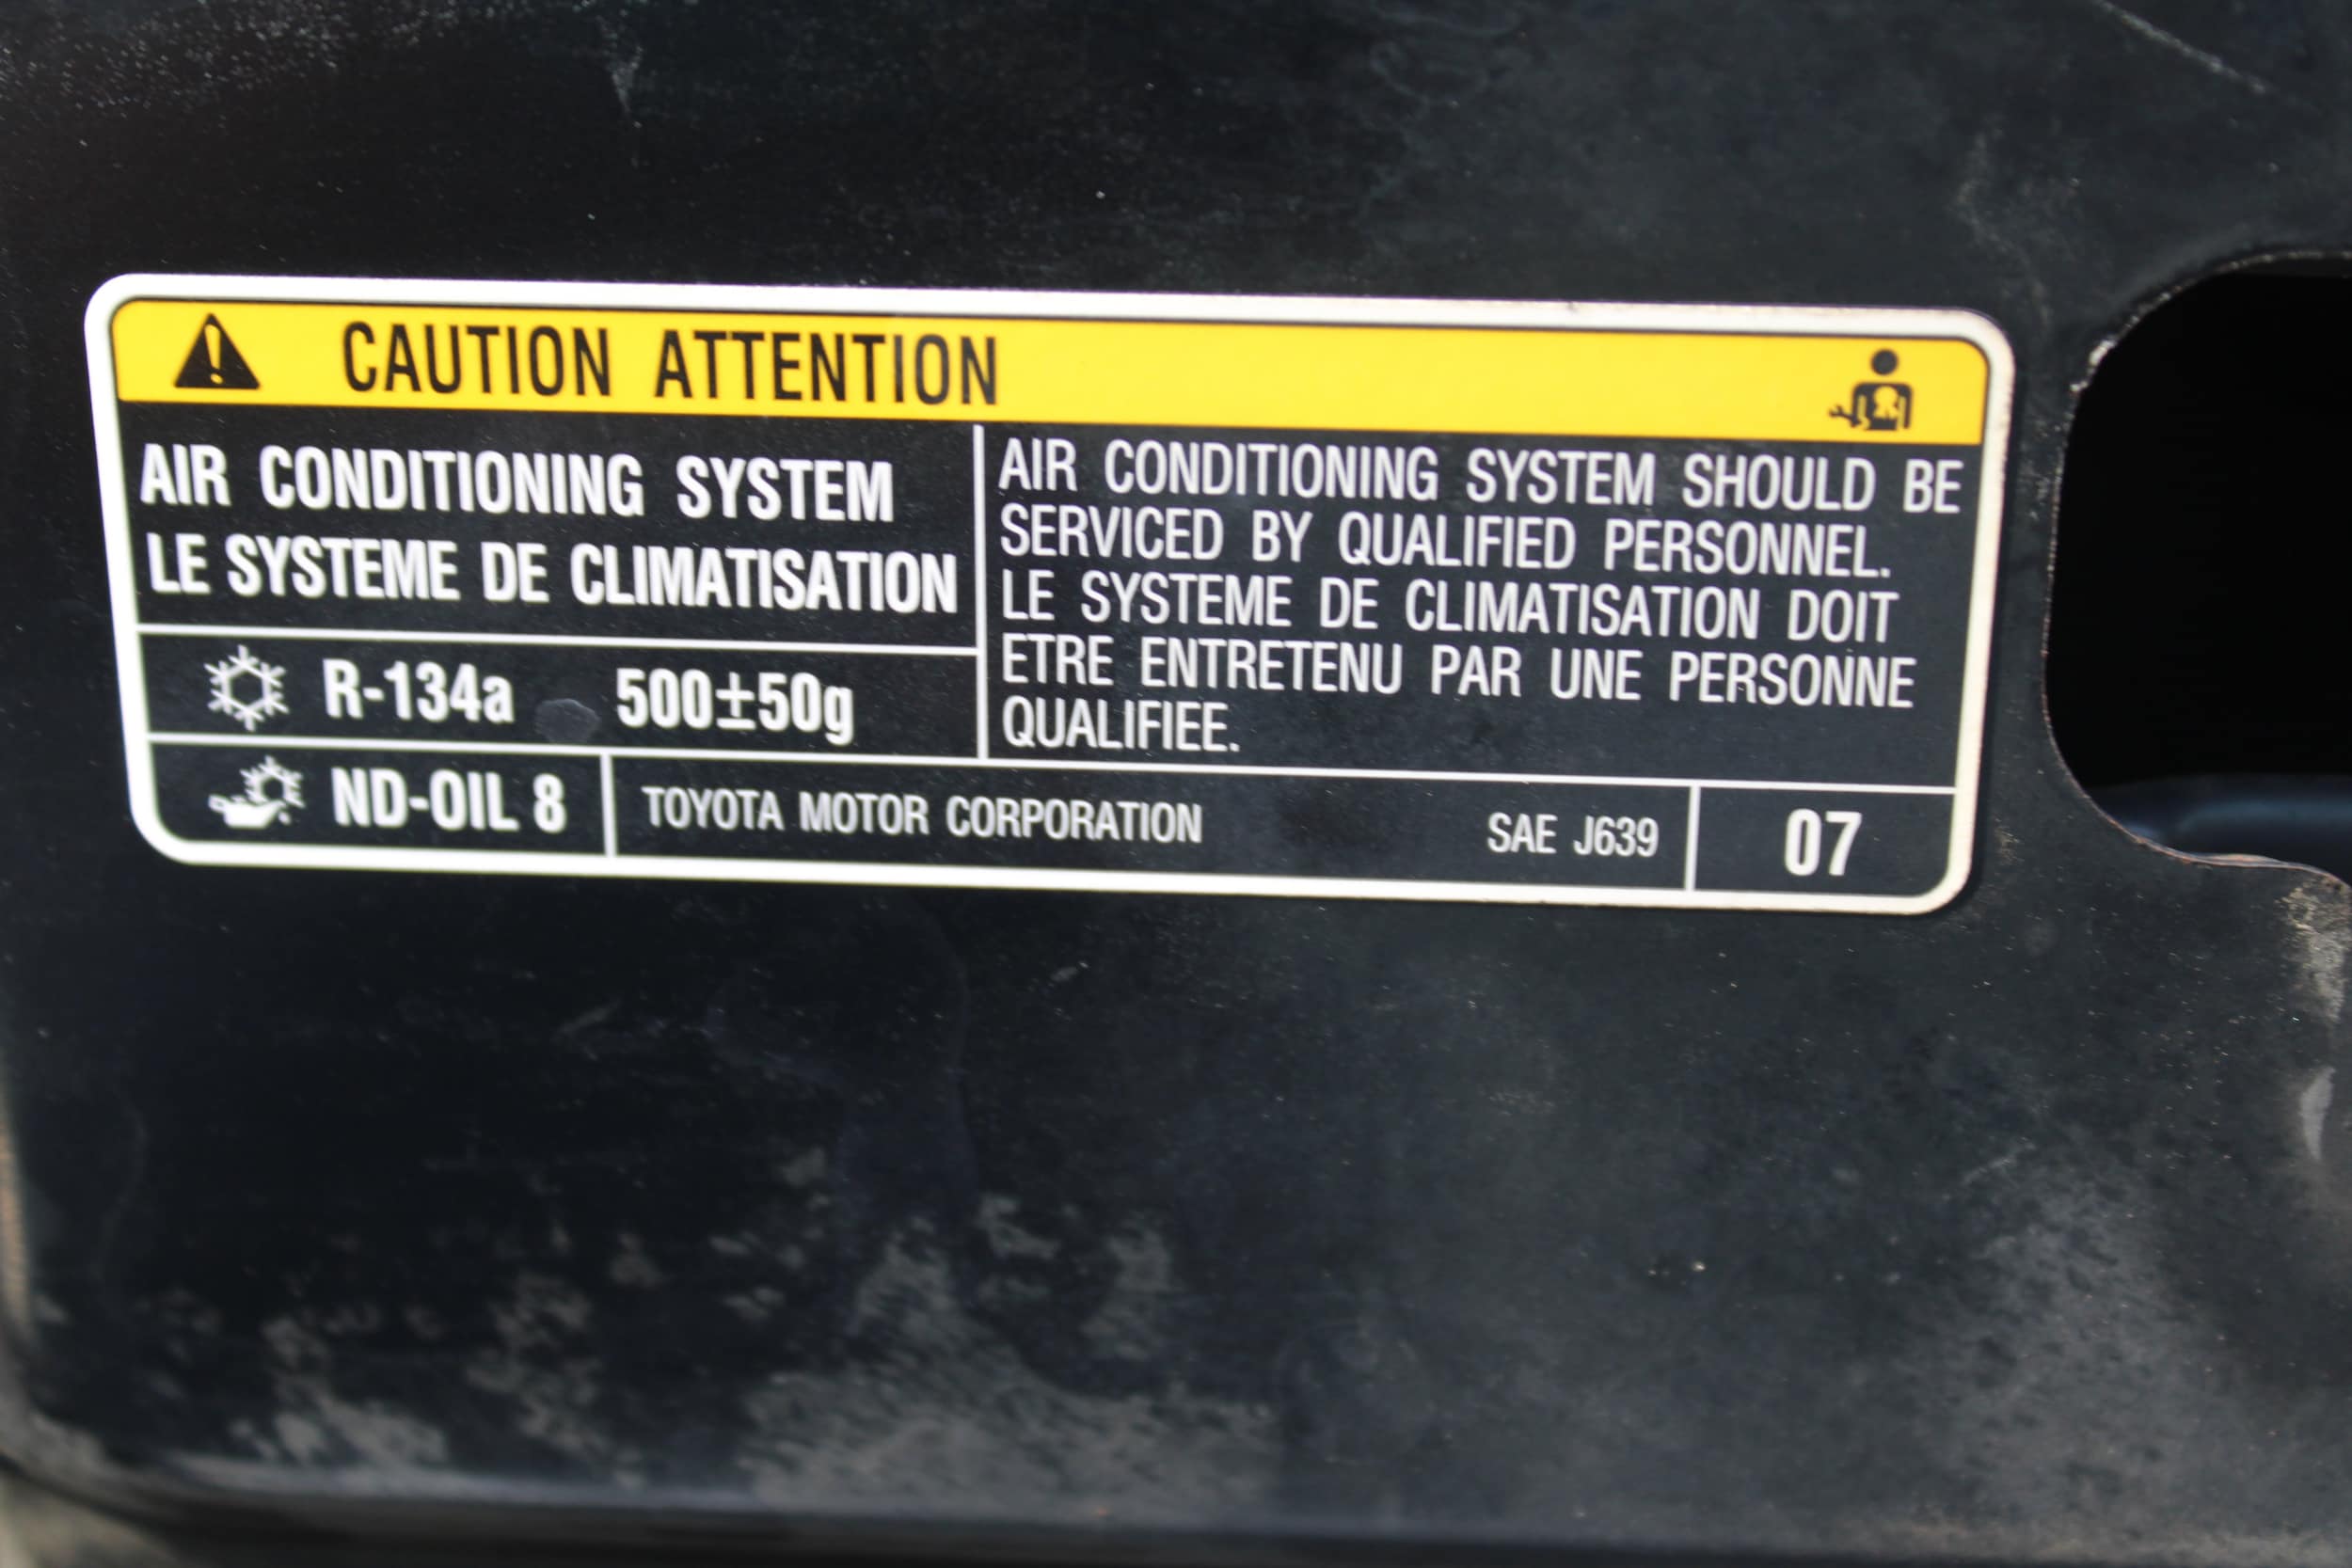 CAUTION ATTENTION
AIR CONDITIONING SYSTEM
LE SYSTEME DE CLIMATISATION
R-134a 500±50g
AIR CONDITIONING SYSTEM SHOULD BE
SERVICED BY QUALIFIED PERSONNEL.
LE SYSTEME DE CLIMATISATION DOIT
ETRE ENTRETENU PAR UNE PERSONNE
QUALIFIEE.
ND-OIL 8 TOYOTA MOTOR CORPORATION SAE J639 07